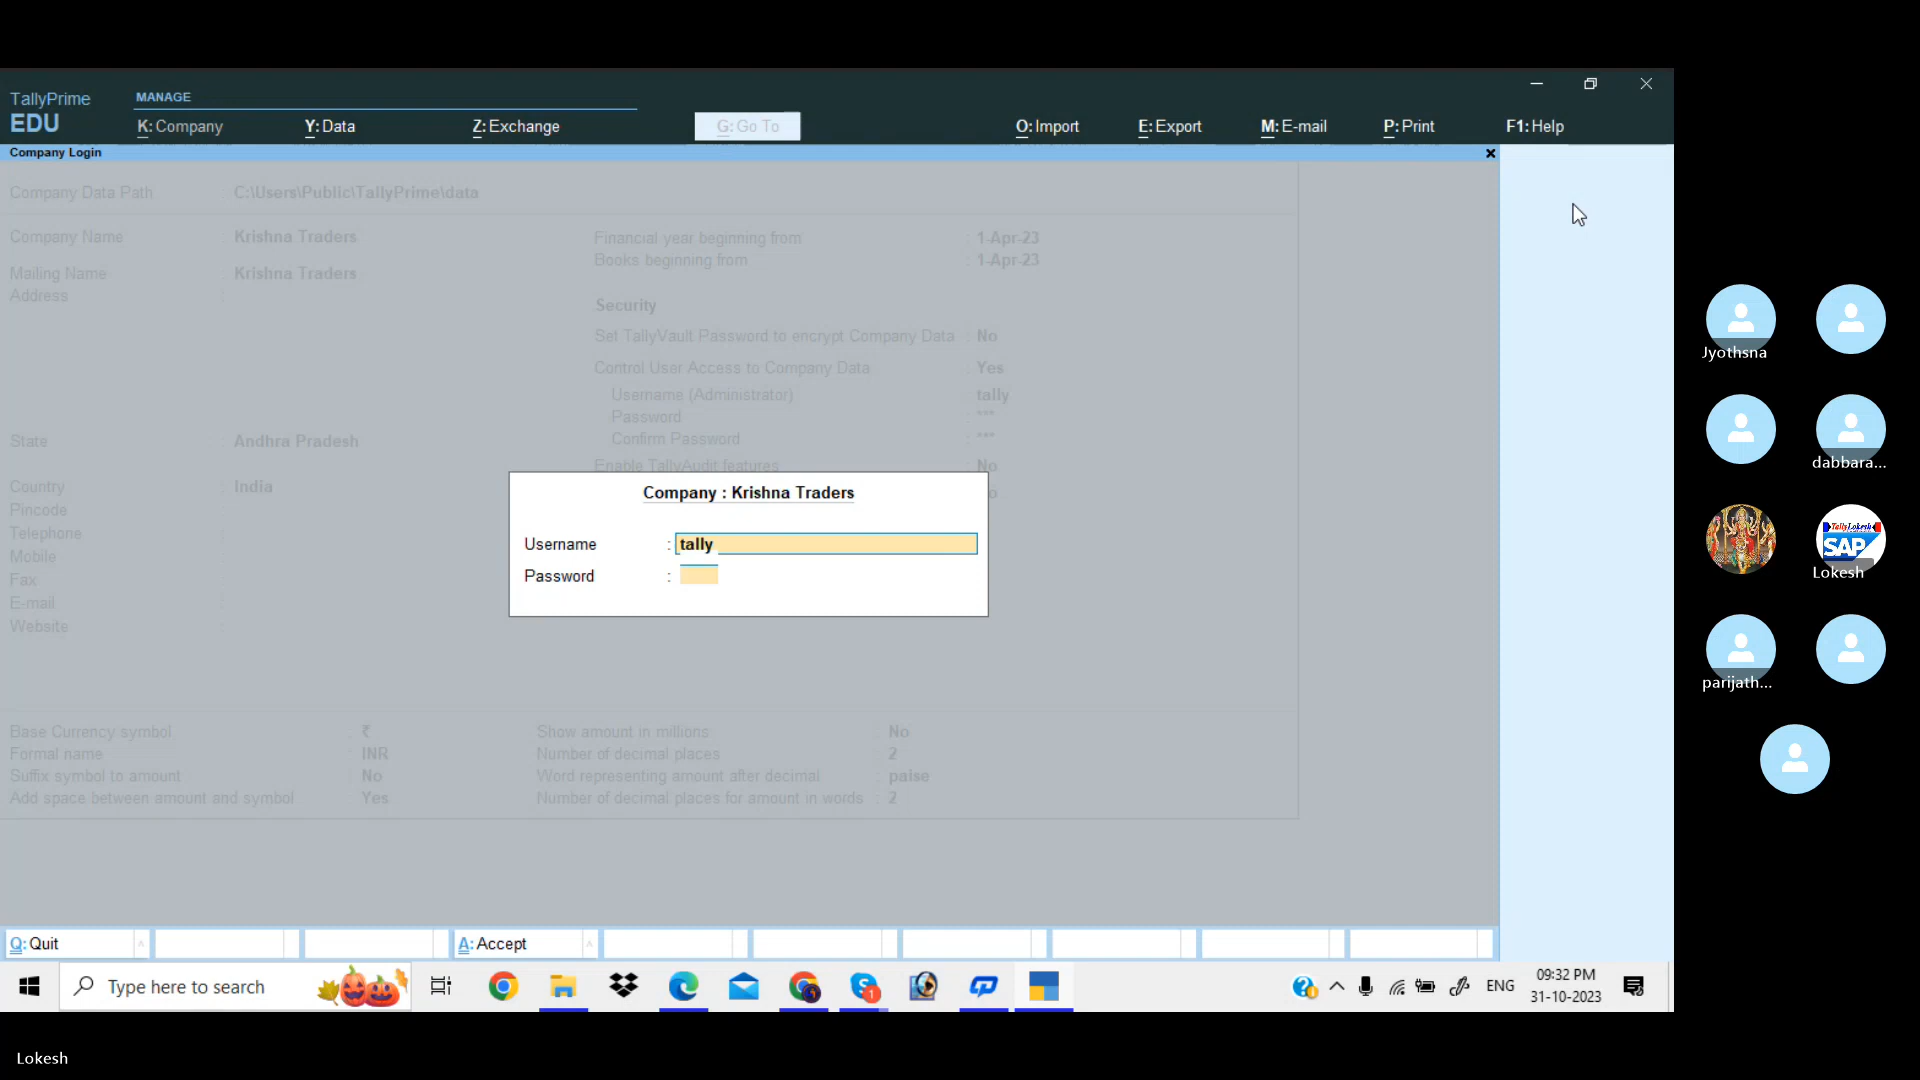 TallyPrime
EDU
MANAGE
K: Company
Y: Data
Z: Exchange
G: Go To
O: Import
E: Export
M: E-mail
P: Print
F1: Help
Company Login
Company Data Path : C:\Users\Public\TallyPrime\data
Company Name : Krishna Traders
Mailing Name : Krishna Traders
Address :
State : Andhra Pradesh
Country : India
Pincode :
Telephone :
Mobile :
Fax :
E-mail :
Website :
Financial year beginning from : 1-Apr-23
Books beginning from : 1-Apr-23
Security
Set TallyVault Password to encrypt Company Data : No
Control User Access to Company Data : Yes
Username (Administrator) : tally
Password : ***
Confirm Password : ***
Enable TallyAudit features : No
Company : Krishna Traders
Username : tally
Password :
Base Currency symbol : ₹
Formal name : INR
Suffix symbol to amount : No
Add space between amount and symbol : Yes
Show amount in millions : No
Number of decimal places : 2
Word representing amount after decimal : paise
Number of decimal places for amount in words : 2
Q: Quit
A: Accept
Type here to search
1
ENG
09:32 PM
31-10-2023
Jyothsna
dabbara...
TallyLokesh
SAP
Lokesh
parijath...
Lokesh